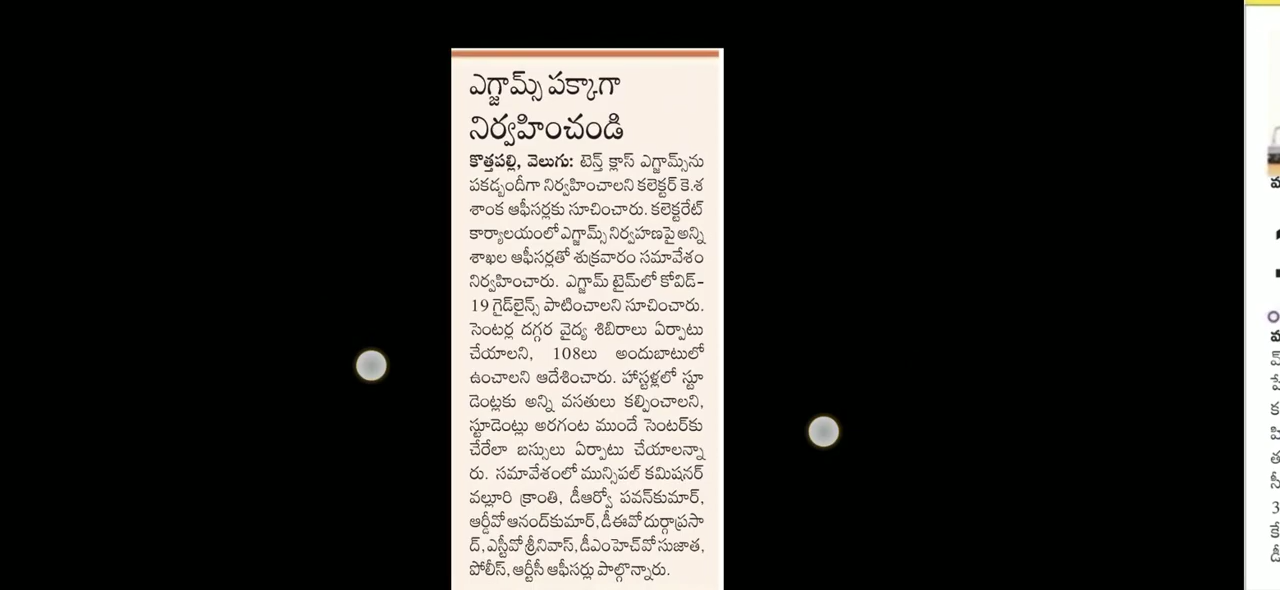 ఎగ్జామ్స్ పక్కాగా
నిర్వహించండి
కొత్తపల్లి, వెలుగు: టెన్త్ క్లాస్ ఎగ్జామ్స్‌ను
పకడ్బందీగా నిర్వహించాలని కలెక్టర్ కె.శ
శాంక ఆఫీసర్లకు సూచించారు. కలెక్టరేట్
కార్యాలయంలో ఎగ్జామ్స్ నిర్వహణపై అన్ని
శాఖల ఆఫీసర్లతో శుక్రవారం సమావేశం
నిర్వహించారు. ఎగ్జామ్ టైమ్‌లో కోవిడ్-
19 గైడ్‌లైన్స్ పాటించాలని సూచించారు.
సెంటర్ల దగ్గర వైద్య శిబిరాలు ఏర్పాటు
చేయాలని, 108లు అందుబాటులో
ఉంచాలని ఆదేశించారు. హాస్టళ్లలో స్టూ
డెంట్లకు అన్ని వసతులు కల్పించాలని,
స్టూడెంట్లు అరగంట ముందే సెంటర్‌కు
చేరేలా బస్సులు ఏర్పాటు చేయాలన్నా
రు. సమావేశంలో మున్సిపల్ కమిషనర్
వల్లూరి క్రాంతి, డీఆర్వో పవన్‌కుమార్,
ఆర్డీవో ఆనంద్‌కుమార్, డీఈవో దుర్గాప్రసా
ద్, ఎస్టీవో శ్రీనివాస్, డీఎంహెచ్‌వో సుజాత,
పోలీస్, ఆర్టీసీ ఆఫీసర్లు పాల్గొన్నారు.